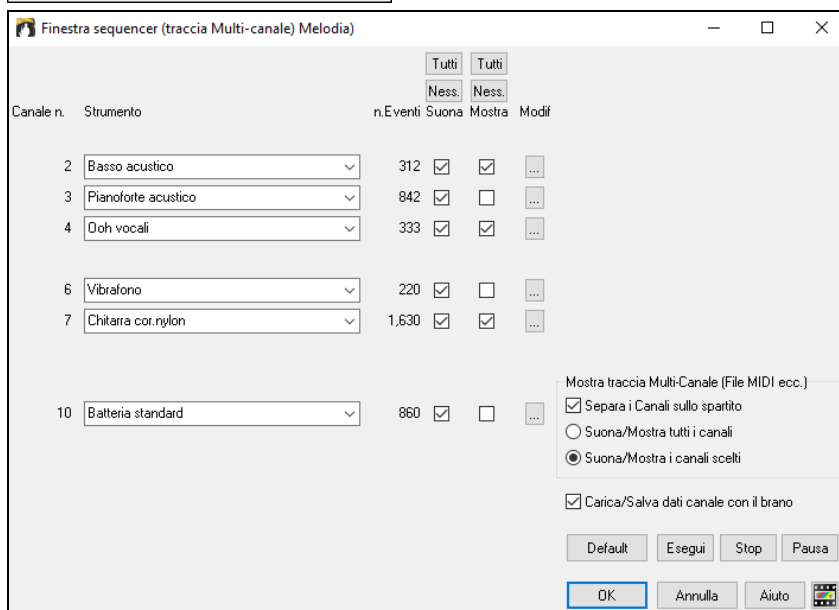 Finestra sequencer (traccia Multi-canale) Melodia)
Tutti Tutti
Ness. Ness.
Canale n. Strumento n.Eventi Suona Mostra Modif
2 Basso acustico 312 ...
3 Pianoforte acustico 842 ...
4 Ooh vocali 333 ...
6 Vibrafono 220 ...
7 Chitarra cor.nylon 1,630 ...
10 Batteria standard 860 ...
Mostra traccia Multi-Canale (File MIDI ecc.)
Separa i Canali sullo spartito
Suona/Mostra tutti i canali
Suona/Mostra i canali scelti
Carica/Salva dati canale con il brano
Default Esegui Stop Pausa
OK Annulla Aiuto